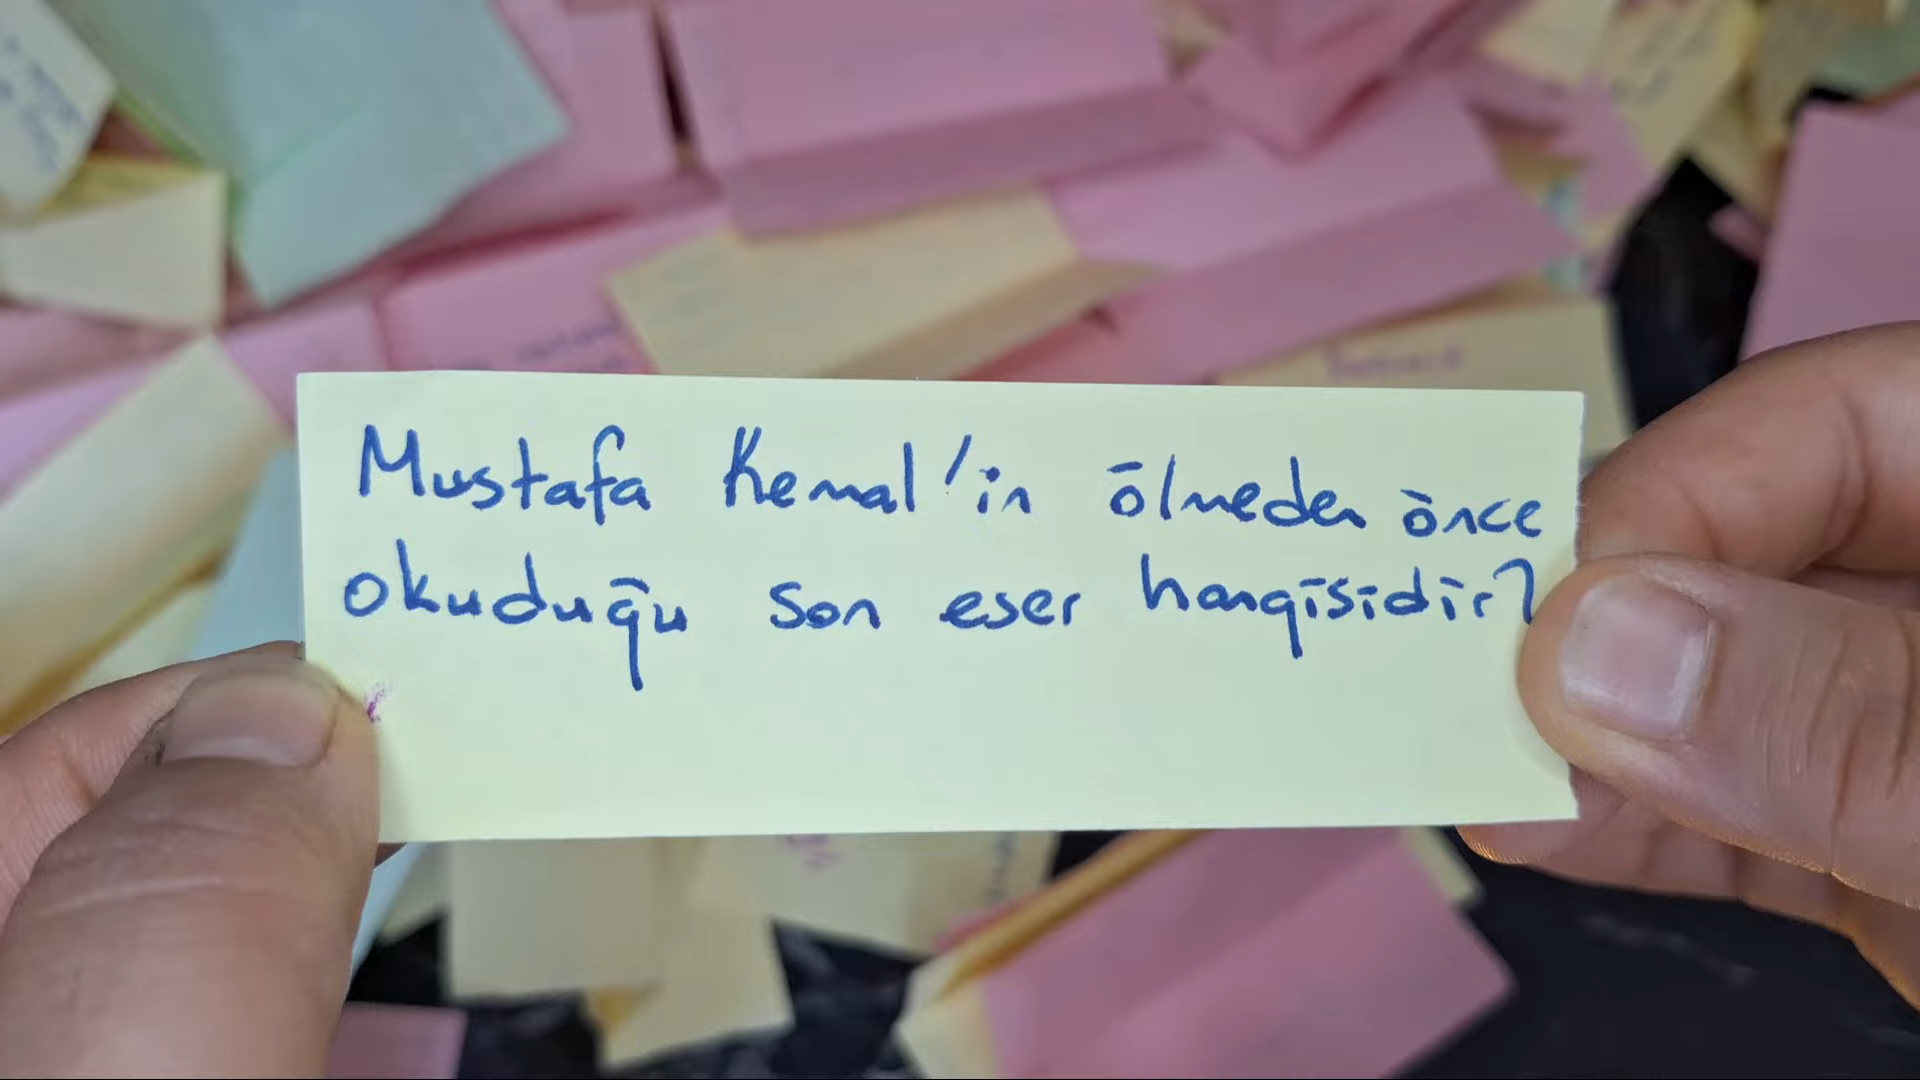 Mustafa Kemal'in ölmeden önce
okuduğu son eser hangisidir?